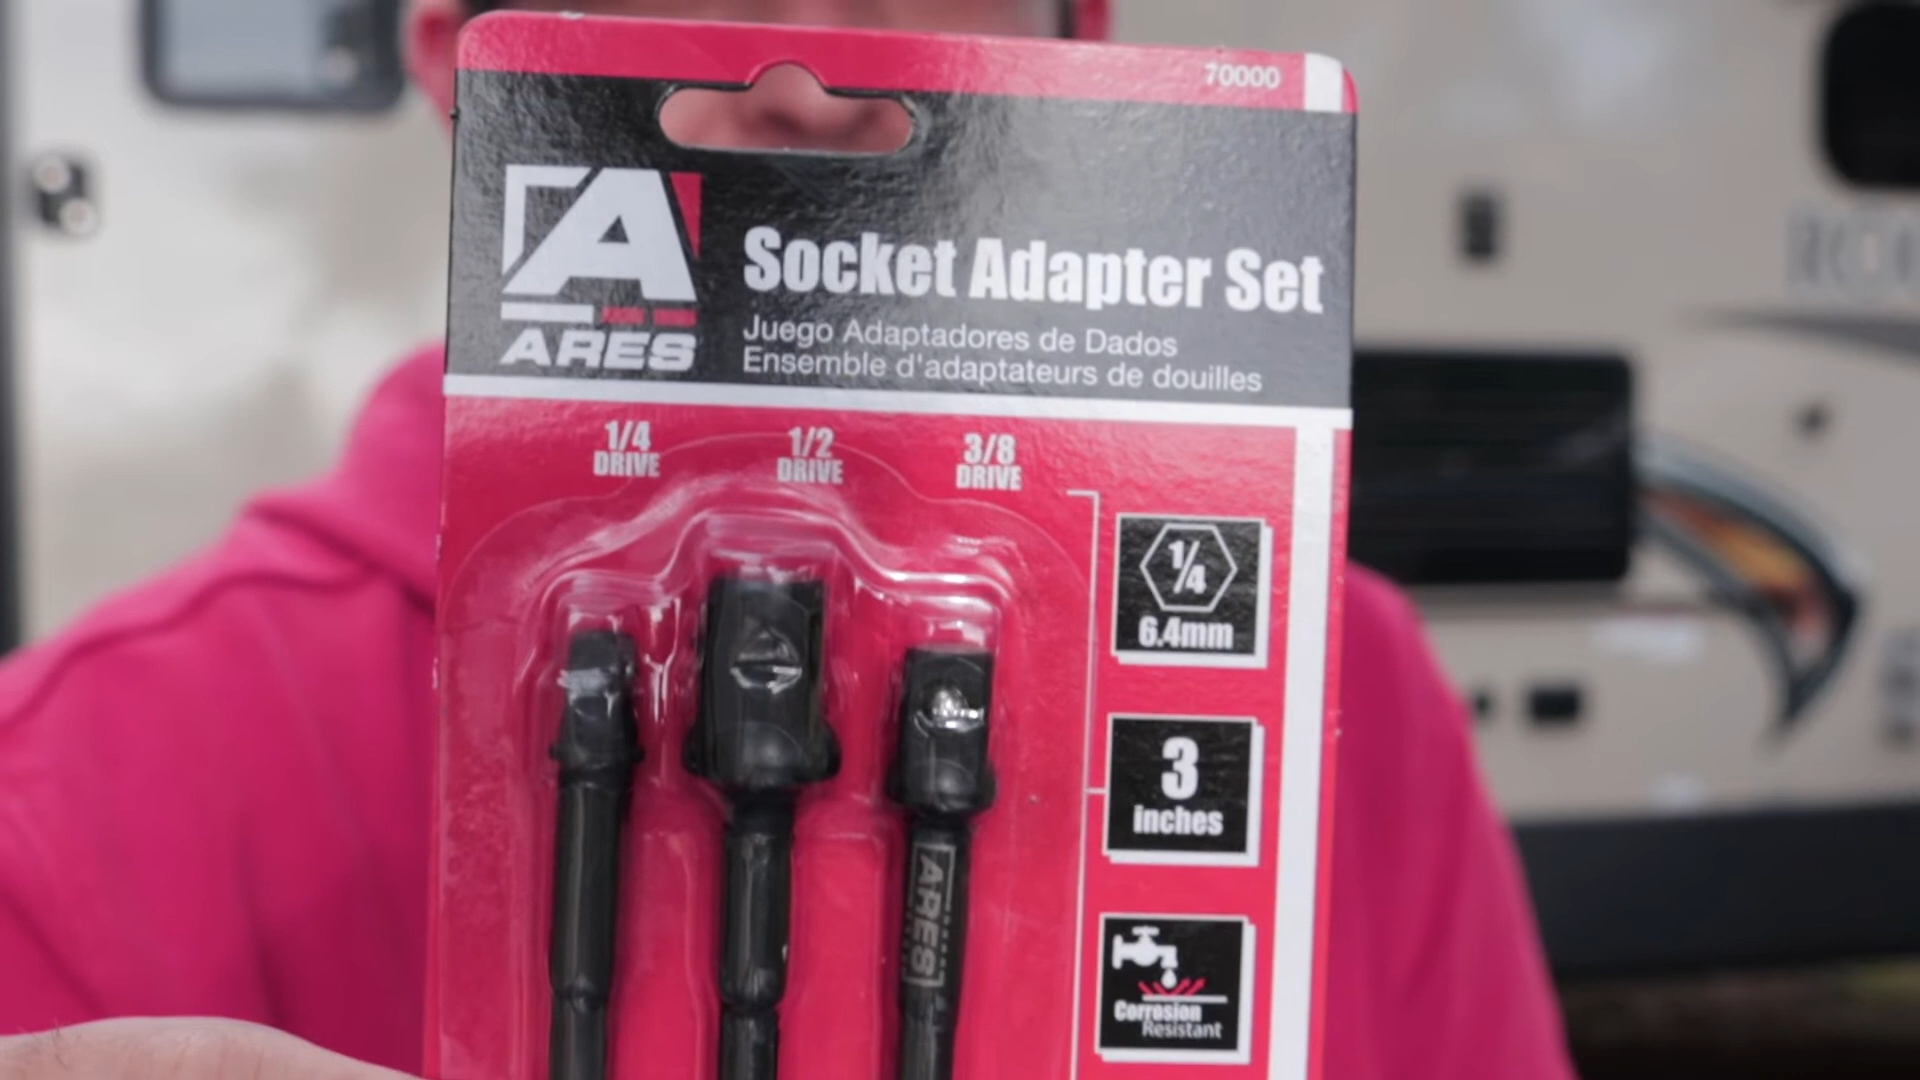 70000
Socket Adapter Set
Juego Adaptadores de Dados
Ensemble d'adaptateurs de douilles
ARES
1/4
DRIVE
1/2
DRIVE
3/8
DRIVE
1/4
6.4mm
3
inches
ARES
Corrosion
Resistant